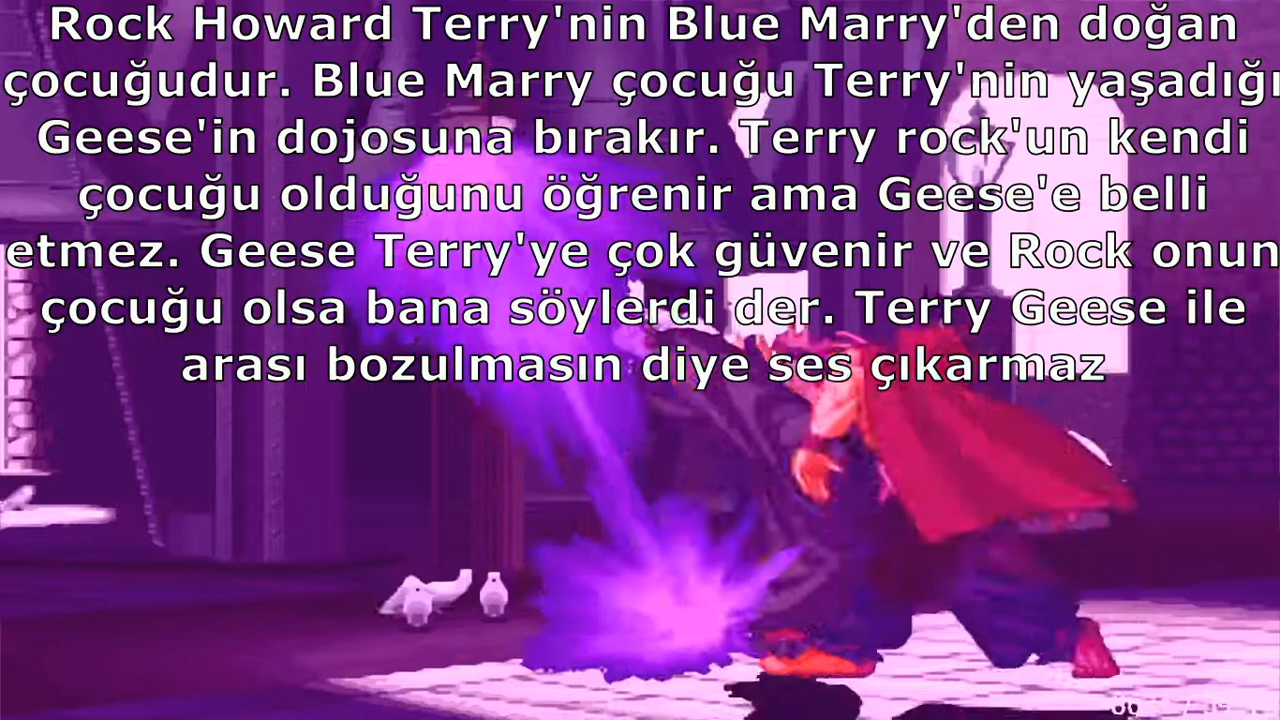 Rock Howard Terry'nin Blue Marry'den doğan
çocuğudur. Blue Marry çocuğu Terry'nin yaşadığı
Geese'in dojosuna bırakır. Terry rock'un kendi
çocuğu olduğunu öğrenir ama Geese'e belli
etmez. Geese Terry'ye çok güvenir ve Rock onun
çocuğu olsa bana söylerdi der. Terry Geese ile
arası bozulmasın diye ses çıkarmaz